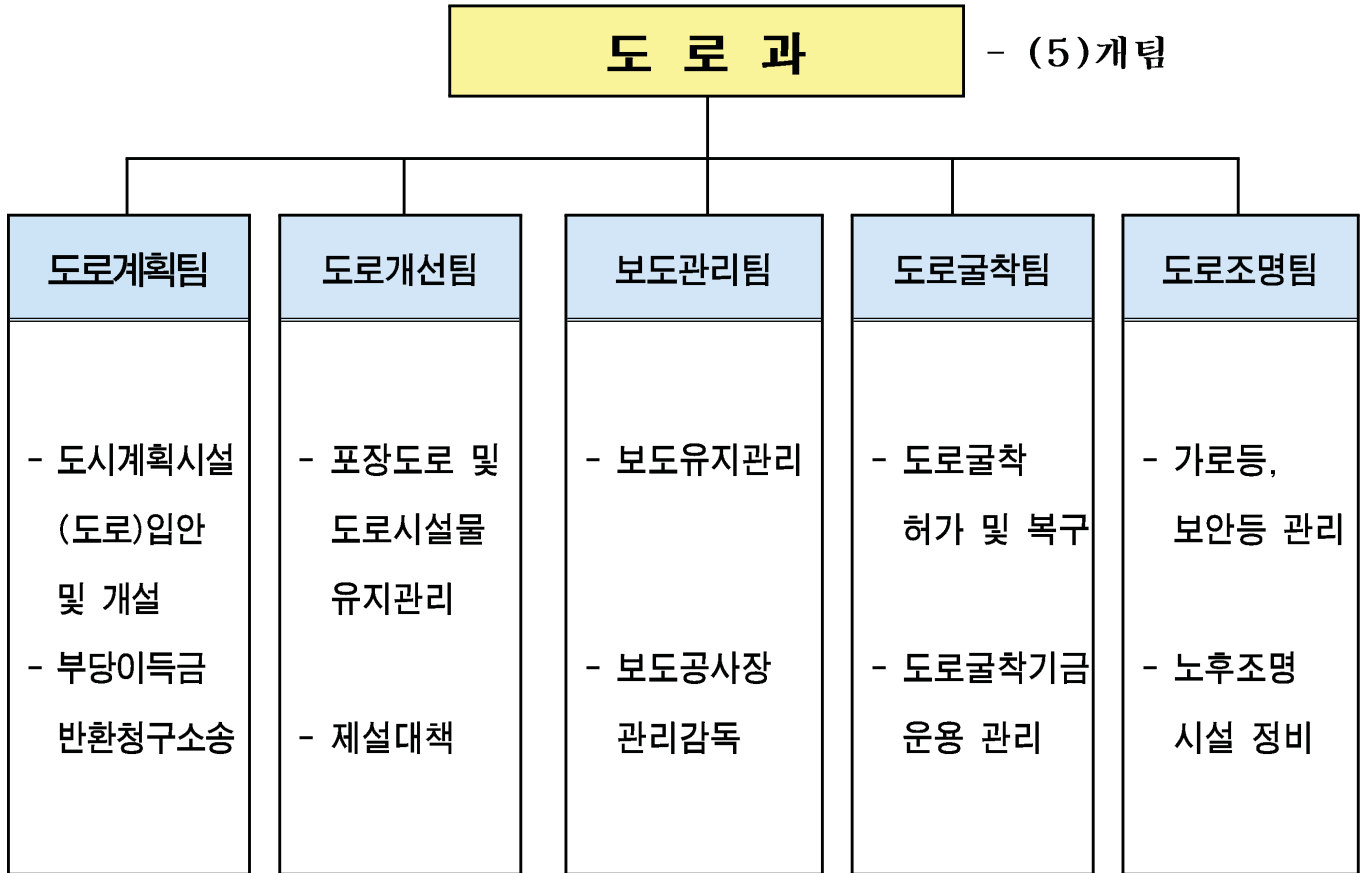 도 로 과
- (5)개팀
도로계획팀
- 도시계획시설
(도로)입안
및 개설
- 부당이득금
반환청구소송
도로개선팀
- 포장도로 및
도로시설물
유지관리
- 제설대책
보도관리팀
- 보도유지관리
- 보도공사장
관리감독
도로굴착팀
- 도로굴착
허가 및 복구
- 도로굴착기금
운용 관리
도로조명팀
- 가로등,
보안등 관리
- 노후조명
시설 정비